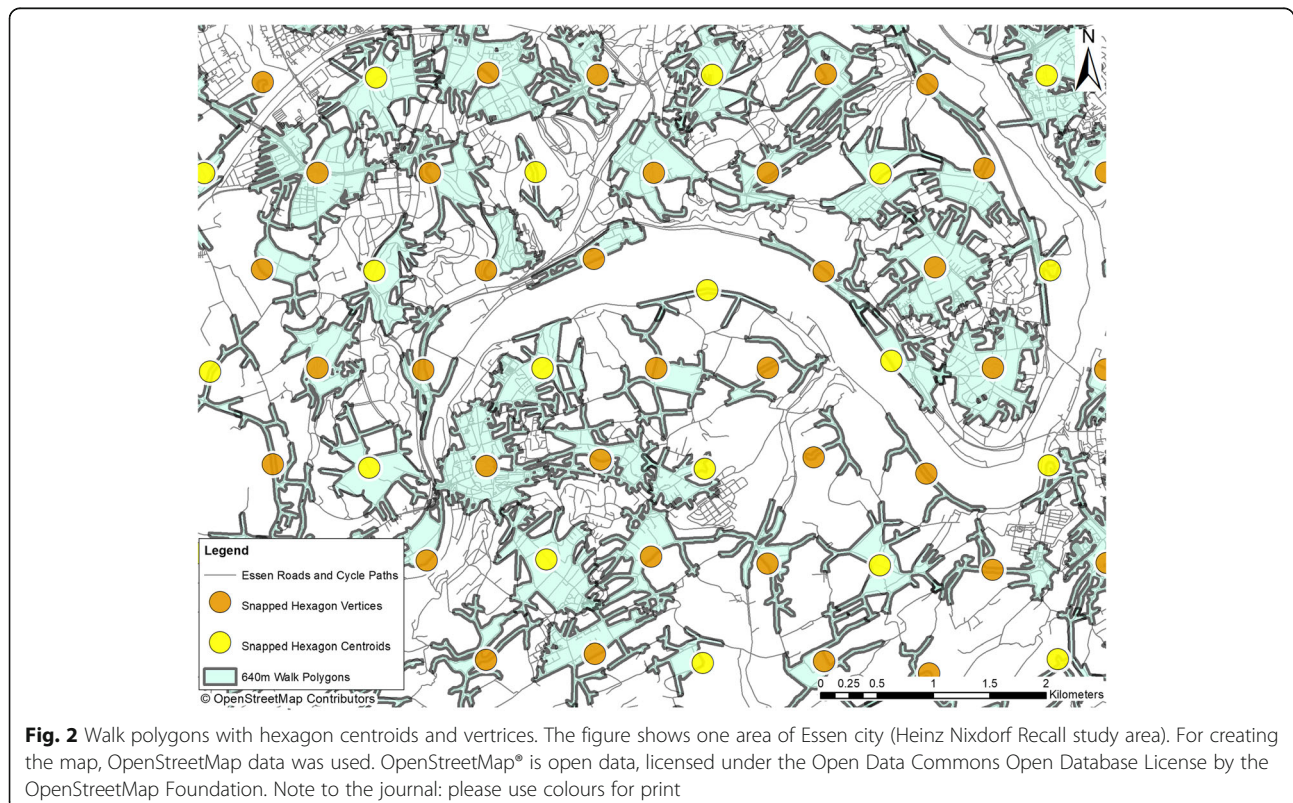 N
Legend
Essen Roads and Cycle Paths
Snapped Hexagon Vertices
Snapped Hexagon Centroids
640m Walk Polygons
© OpenStreetMap Contributors
0 0.25 0.5 1 1.5 2
Kilometers
Fig. 2 Walk polygons with hexagon centroids and vertrices. The figure shows one area of Essen city (Heinz Nixdorf Recall study area). For creating
the map, OpenStreetMap data was used. OpenStreetMap® is open data, licensed under the Open Data Commons Open Database License by the
OpenStreetMap Foundation. Note to the journal: please use colours for print